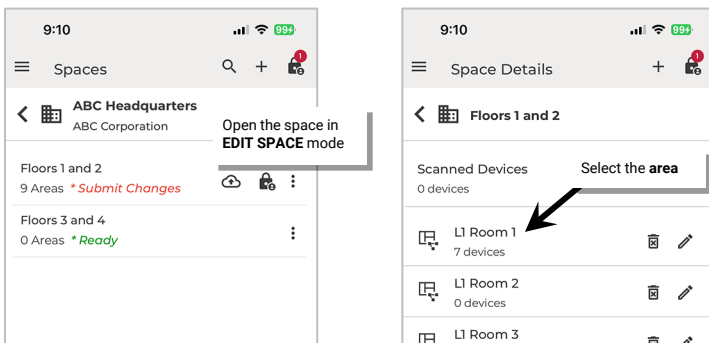 9:10
99
Spaces
1
ABC Headquarters
ABC Corporation
Open the space in
EDIT SPACE mode
Floors 1 and 2
9 Areas * Submit Changes
Floors 3 and 4
0 Areas * Ready
9:10
99
Space Details
1
Floors 1 and 2
Scanned Devices
0 devices
Select the area
L1 Room 1
7 devices
L1 Room 2
0 devices
L1 Room 3